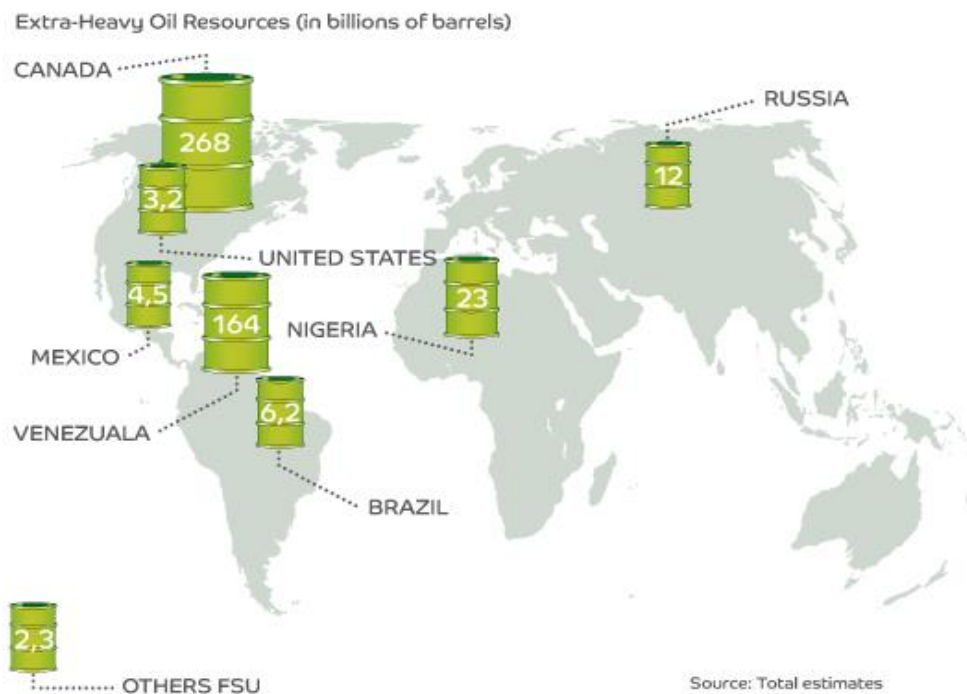 Extra-Heavy Oil Resources (in billions of barrels)
CANADA
268
RUSSIA
12
3,2
UNITED STATES
4,5
MEXICO
164
VENEZUALA
23
NIGERIA
6,2
BRAZIL
2,3
OTHERS FSU
Source: Total estimates